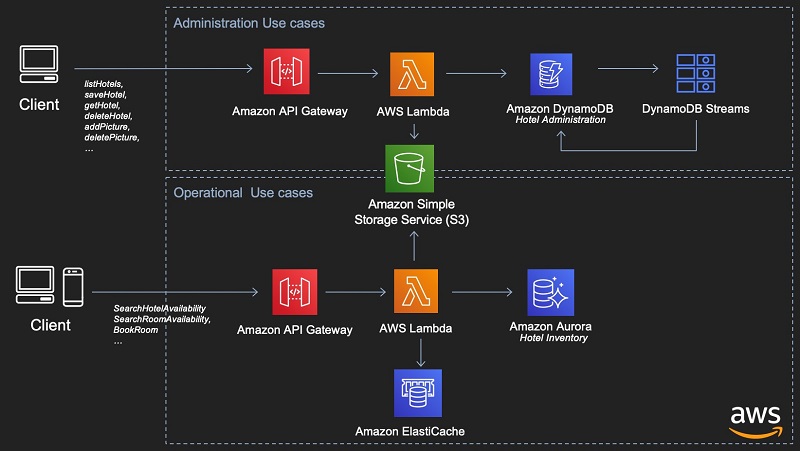 Administration Use cases
Client
listHotels,
saveHotel,
getHotel,
deleteHotel,
addPicture,
deletePicture,
...
Amazon API Gateway
AWS Lambda
Amazon DynamoDB
Hotel Administration
DynamoDB Streams
Amazon Simple
Storage Service (S3)
Operational Use cases
Client
SearchHotelAvailability
SearchRoomAvailability,
BookRoom
...
Amazon API Gateway
AWS Lambda
Amazon Aurora
Hotel Inventory
Amazon ElastiCache
aws